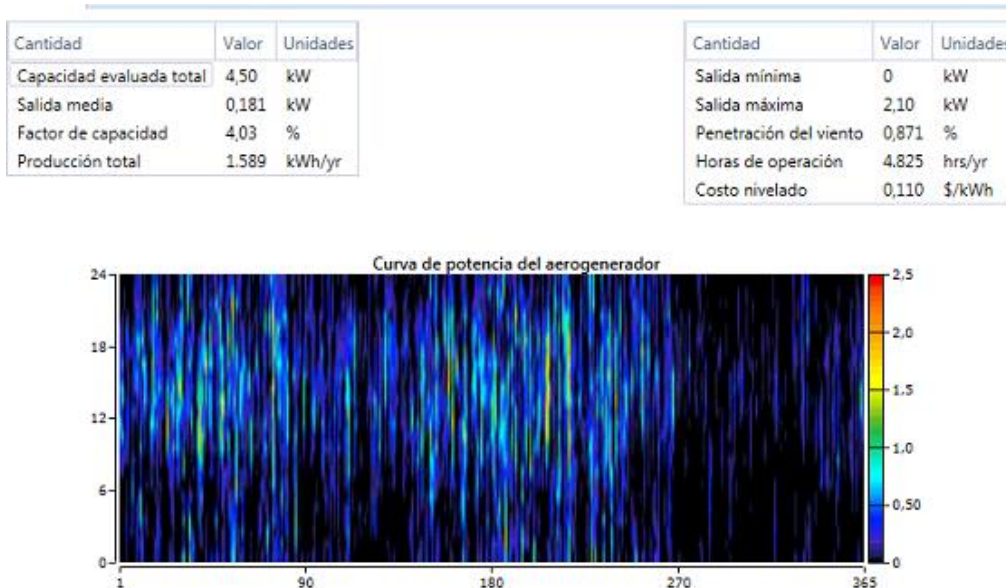 Cantidad Valor Unidades
Capacidad evaluada total 4,50 kW
Salida media 0,181 kW
Factor de capacidad 4,03 %
Producción total 1.589 kWh/yr
Cantidad Valor Unidades
Salida mínima 0 kW
Salida máxima 2,10 kW
Penetración del viento 0,871 %
Horas de operación 4.825 hrs/yr
Costo nivelado 0,110 $/kWh
Curva de potencia del aerogenerador
24
18
12
6
0
1 90 180 270 365
2,5
2,0
1,5
1,0
0,50
0